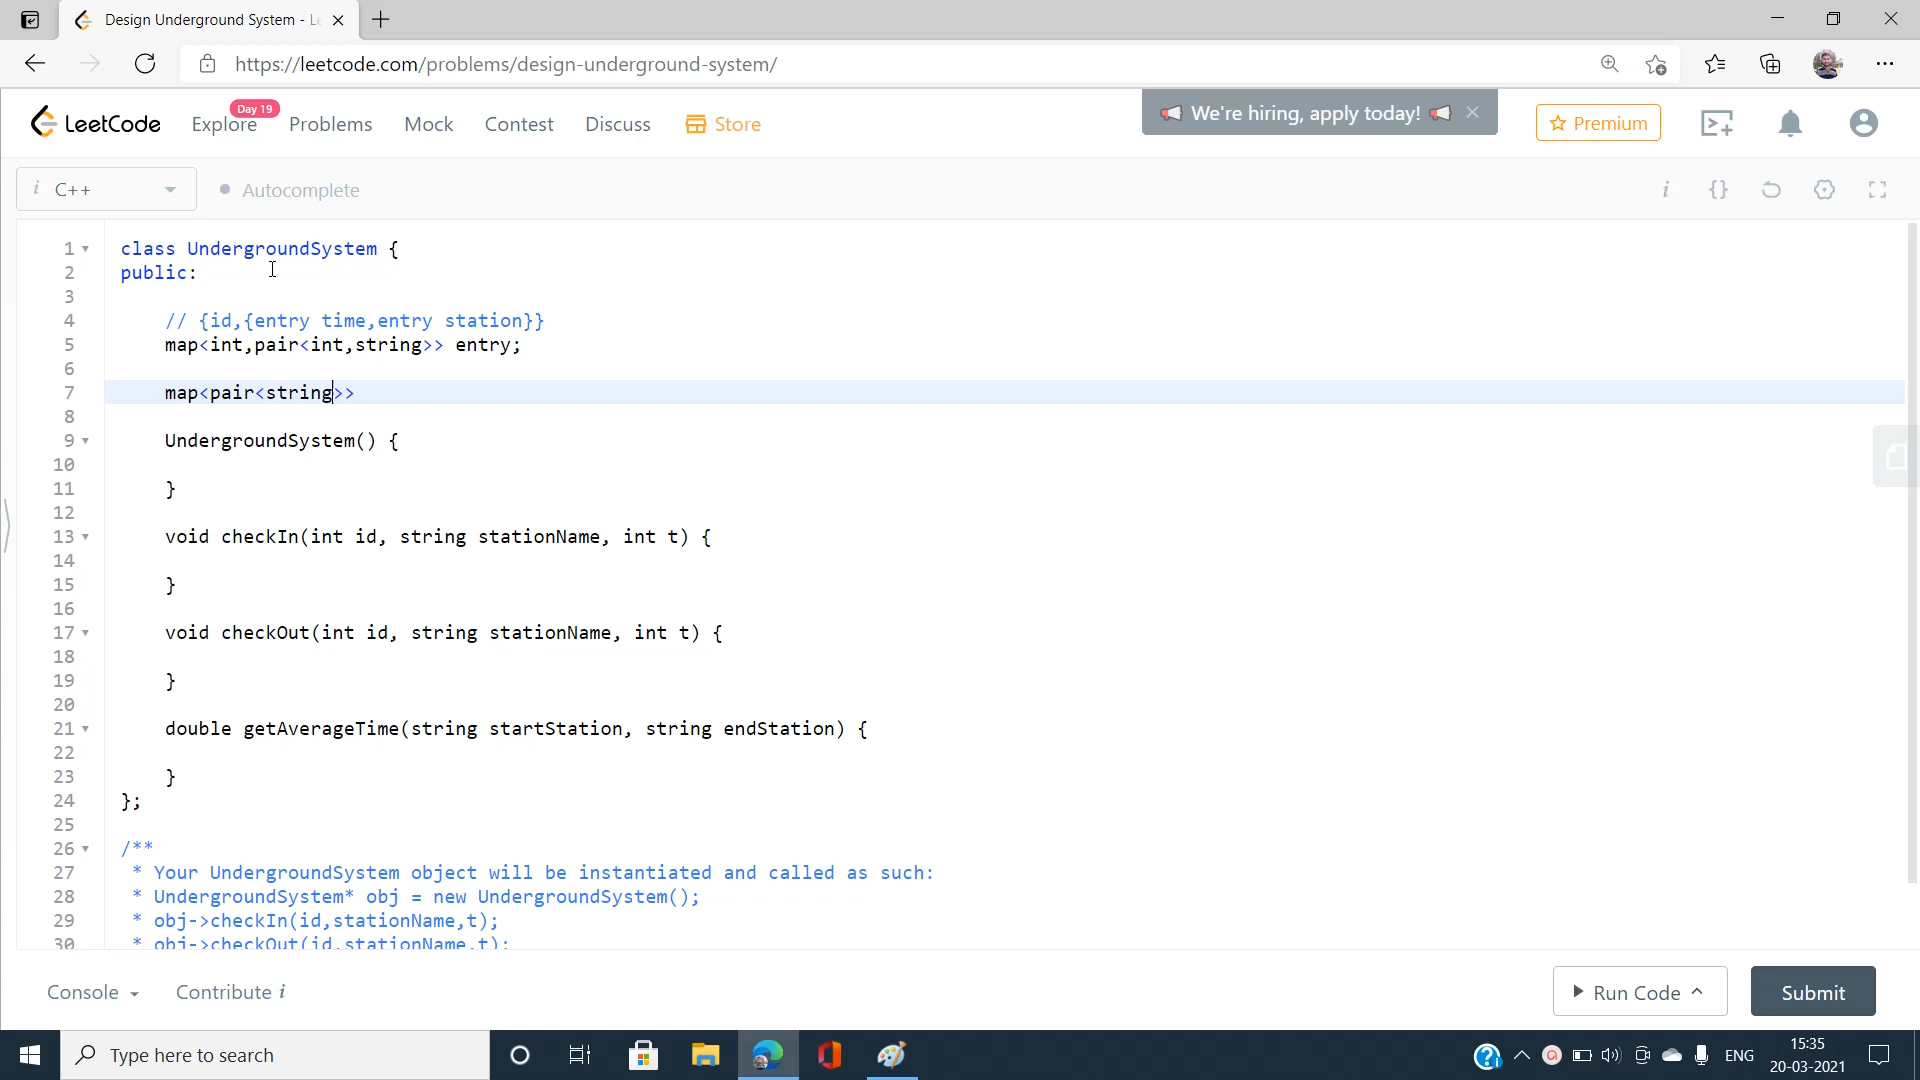 Design Underground System - Le
https://leetcode.com/problems/design-underground-system/
LeetCode
Explore
Day 19
Problems
Mock
Contest
Discuss
Store
We're hiring, apply today!
Premium
i C++
Autocomplete
i {}
1 class UndergroundSystem {
2 public:
3
4 // {id,{entry time,entry station}}
5 map<int,pair<int,string>> entry;
6
7 map<pair<string>>
8
9 UndergroundSystem() {
10
11 }
12
13 void checkIn(int id, string stationName, int t) {
14
15 }
16
17 void checkOut(int id, string stationName, int t) {
18
19 }
20
21 double getAverageTime(string startStation, string endStation) {
22
23 }
24 };
25
26 /**
27 * Your UndergroundSystem object will be instantiated and called as such:
28 * UndergroundSystem* obj = new UndergroundSystem();
29 * obj->checkIn(id,stationName,t);
30 * obj->checkOut(id,stationName,t);
Console
Contribute i
Run Code
Submit
Type here to search
ENG
15:35
20-03-2021